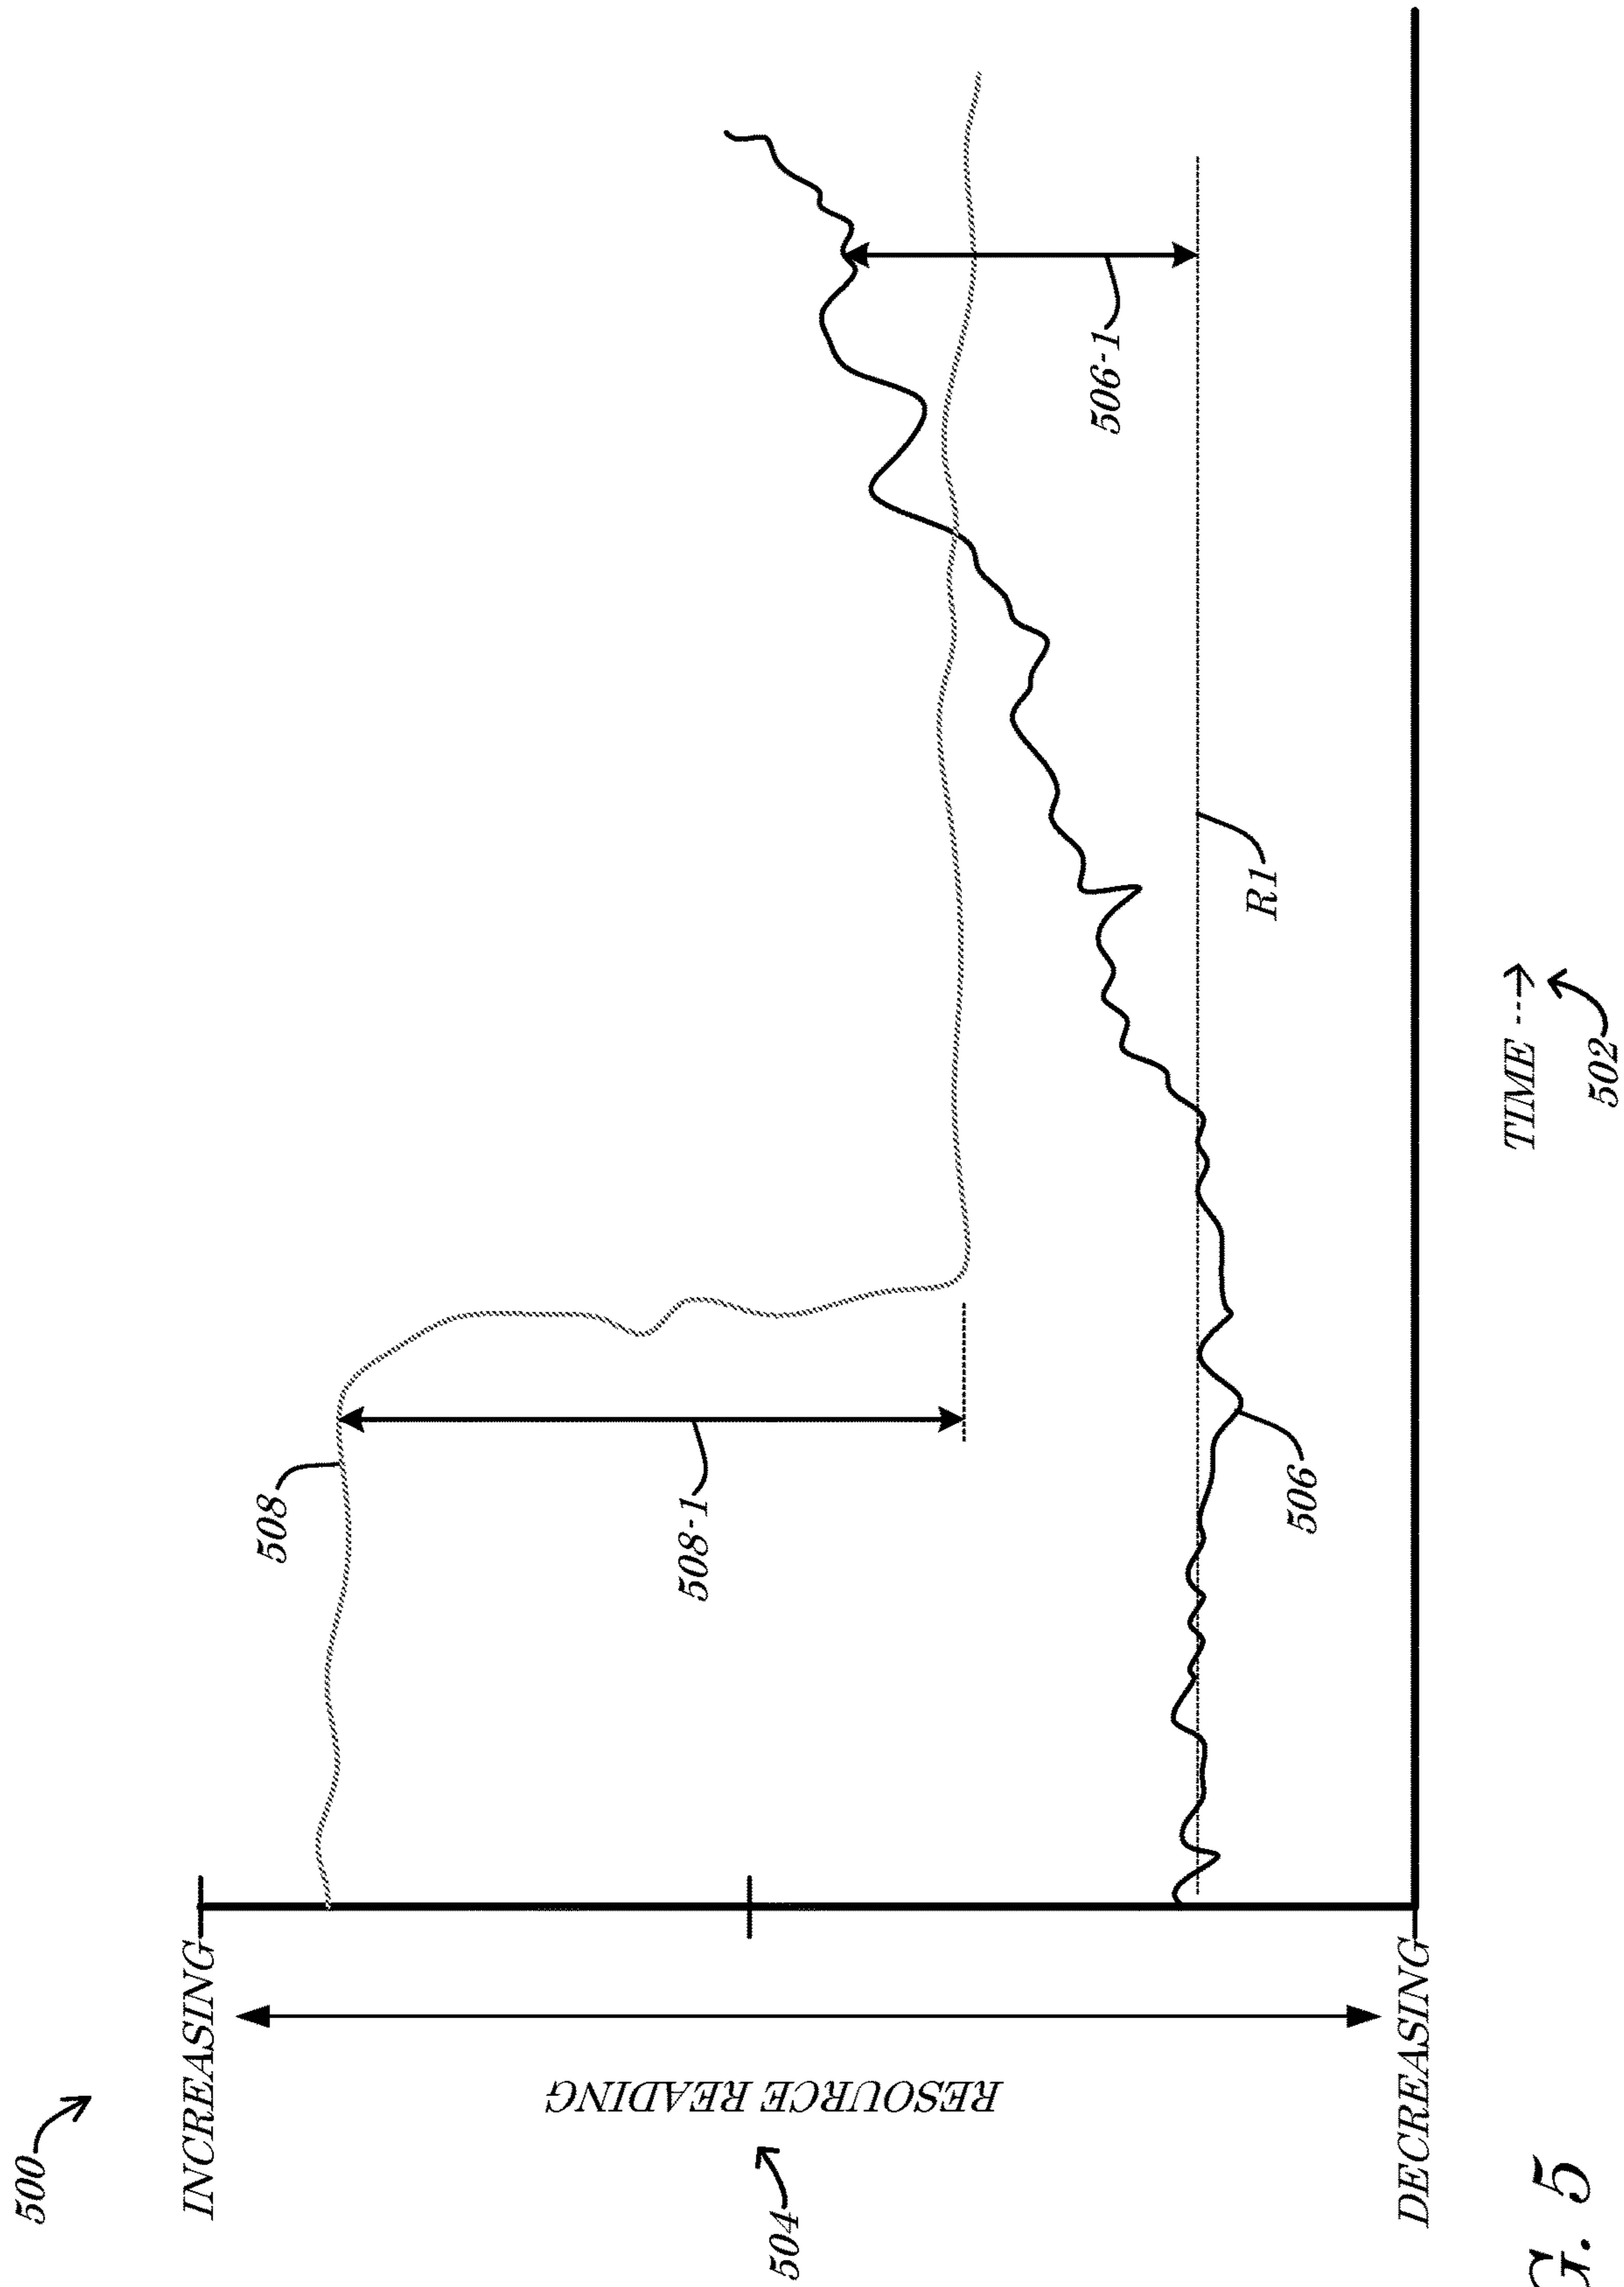 500
INCREASING
508
508-1
506-1
RESOURCE READING
504
R1
506
DECREASING
TIME --->
502
G. 5